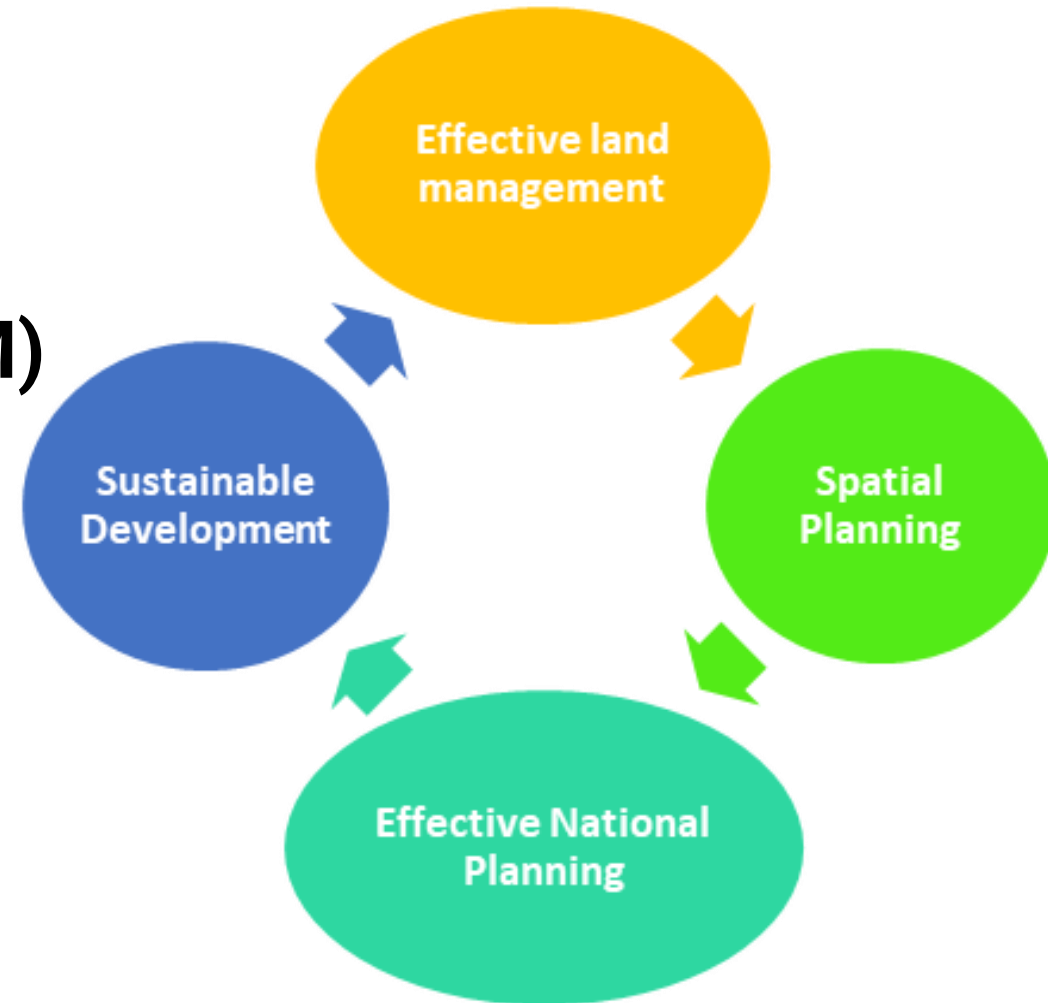 Effective land
management
M)
Sustainable
Development
Spatial
Planning
Effective National
Planning